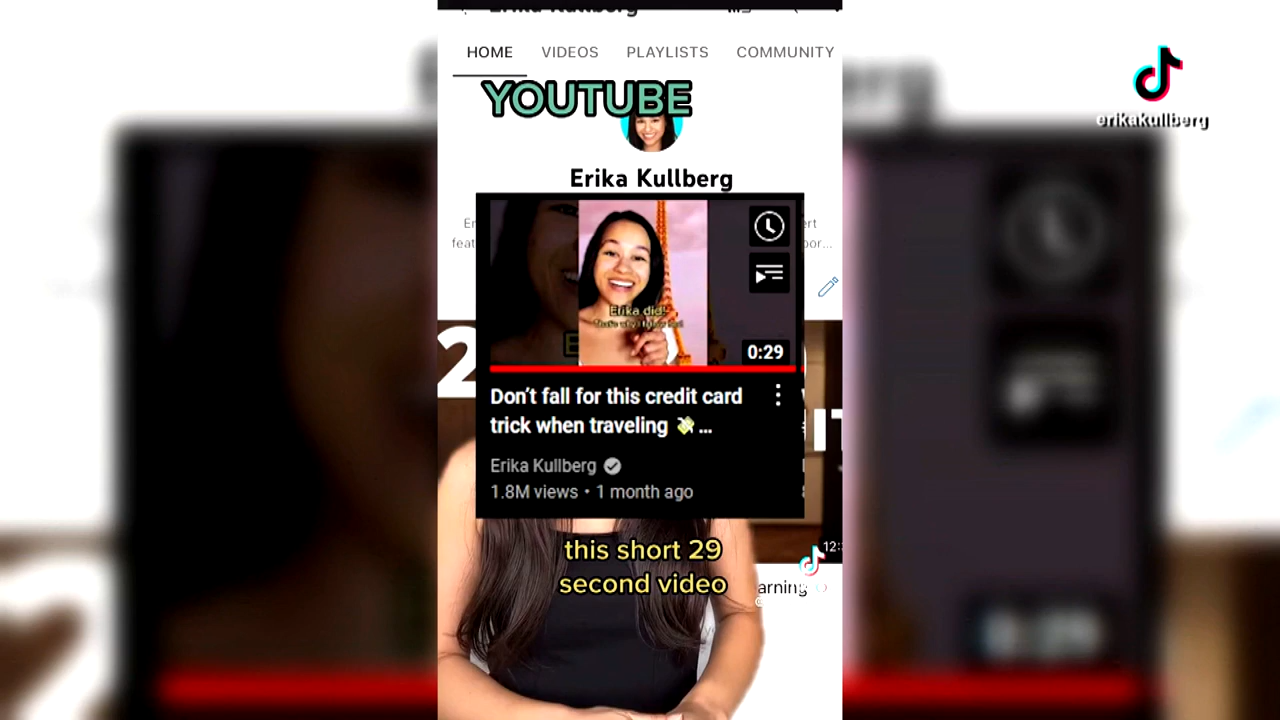 HOME VIDEOS PLAYLISTS COMMUNITY
erikakullberg
YOUTUBE
Erika Kullberg
Erika did!
0:29
Don't fall for this credit card
trick when traveling 💸 ...
Erika Kullberg
1.8M views • 1 month ago
this short 29
second video
arning